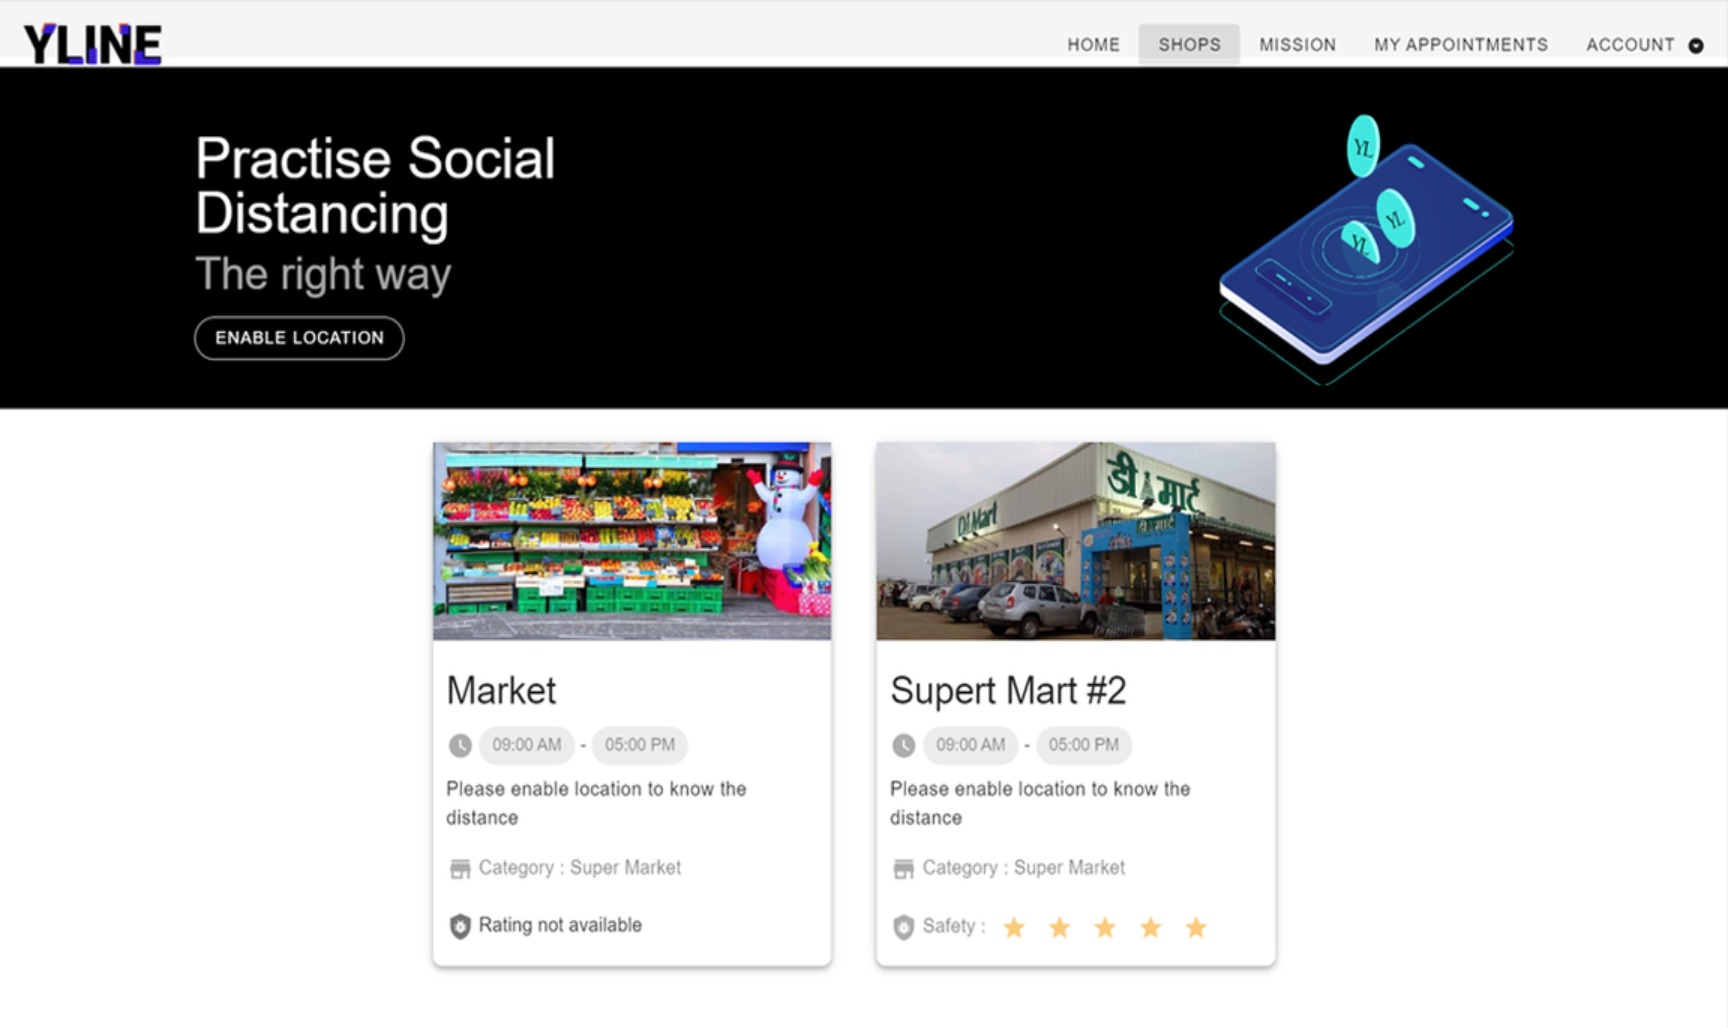 YLINE
HOME
SHOPS
MISSION
MY APPOINTMENTS
ACCOUNT
Practise Social
Distancing
The right way
ENABLE LOCATION
YL
YL
YL
डी मार्ट
D Mart
डी मार्ट
Market
09:00 AM - 05:00 PM
Please enable location to know the
distance
Category : Super Market
Rating not available
Supert Mart #2
09:00 AM - 05:00 PM
Please enable location to know the
distance
Category : Super Market
Safety :